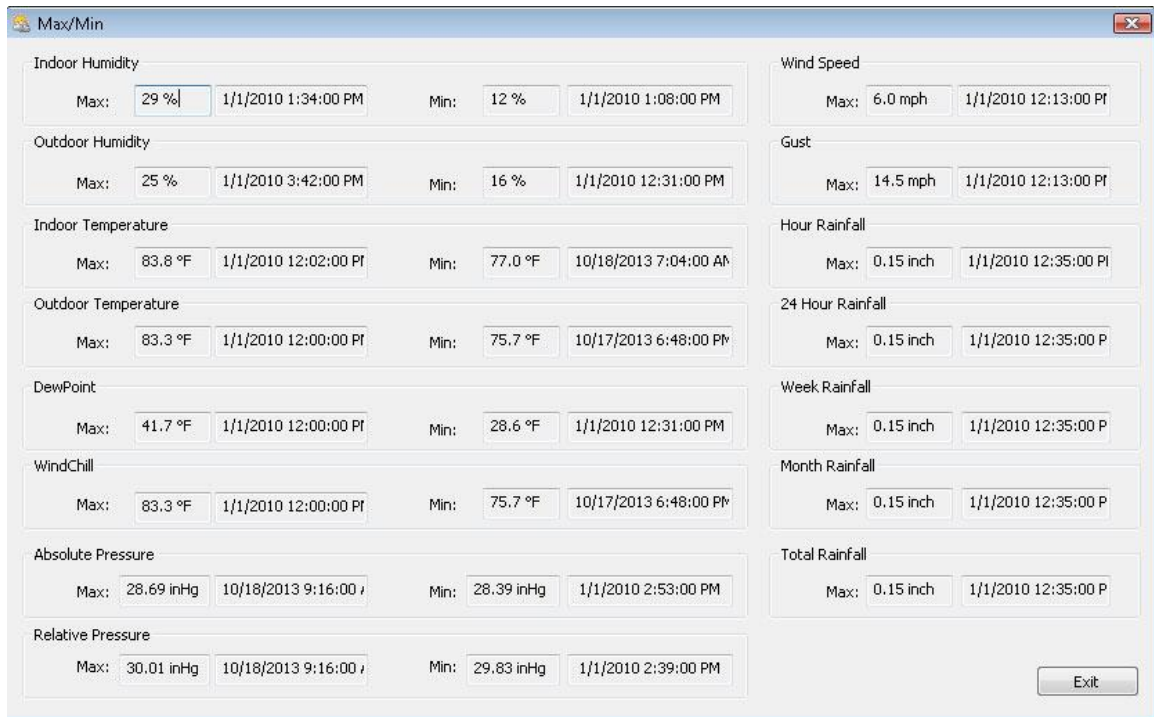 Max/Min
Indoor Humidity
Max: 29 % 1/1/2010 1:34:00 PM Min: 12 % 1/1/2010 1:08:00 PM
Outdoor Humidity
Max: 25 % 1/1/2010 3:42:00 PM Min: 16 % 1/1/2010 12:31:00 PM
Indoor Temperature
Max: 83.8 °F 1/1/2010 12:02:00 P Min: 77.0 °F 10/18/2013 7:04:00 A
Outdoor Temperature
Max: 83.3 °F 1/1/2010 12:00:00 P Min: 75.7 °F 10/17/2013 6:48:00 P
DewPoint
Max: 41.7 °F 1/1/2010 12:00:00 P Min: 28.6 °F 1/1/2010 12:31:00 PM
WindChill
Max: 83.3 °F 1/1/2010 12:00:00 P Min: 75.7 °F 10/17/2013 6:48:00 P
Absolute Pressure
Max: 28.69 inHg 10/18/2013 9:16:00 Min: 28.39 inHg 1/1/2010 2:53:00 PM
Relative Pressure
Max: 30.01 inHg 10/18/2013 9:16:00 Min: 29.83 inHg 1/1/2010 2:39:00 PM
Wind Speed
Max: 6.0 mph 1/1/2010 12:13:00 P
Gust
Max: 14.5 mph 1/1/2010 12:13:00 P
Hour Rainfall
Max: 0.15 inch 1/1/2010 12:35:00 P
24 Hour Rainfall
Max: 0.15 inch 1/1/2010 12:35:00 P
Week Rainfall
Max: 0.15 inch 1/1/2010 12:35:00 P
Month Rainfall
Max: 0.15 inch 1/1/2010 12:35:00 P
Total Rainfall
Max: 0.15 inch 1/1/2010 12:35:00 P
Exit